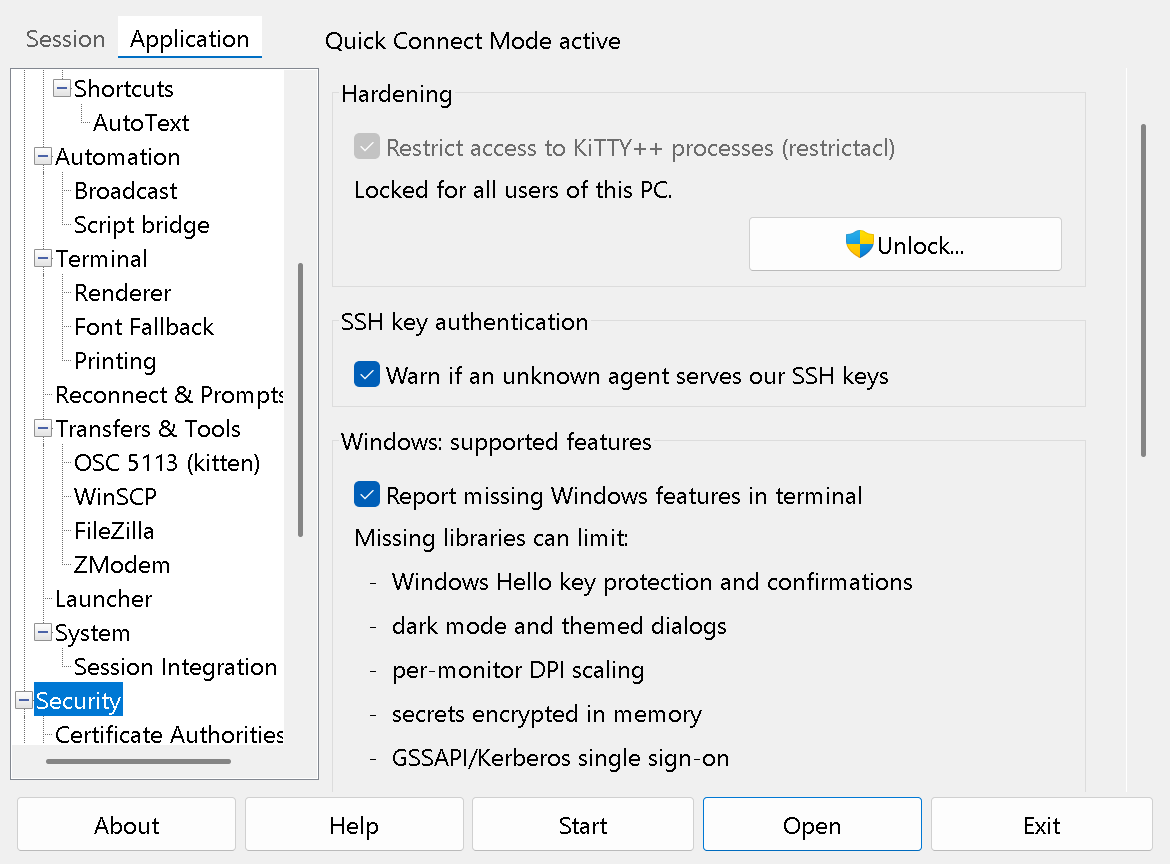 Session
Application
Quick Connect Mode active
Shortcuts
AutoText
Automation
Broadcast
Script bridge
Terminal
Renderer
Font Fallback
Printing
Reconnect & Prompts
Transfers & Tools
OSC 5113 (kitten)
WinSCP
FileZilla
ZModem
Launcher
System
Session Integration
Security
Certificate Authorities
Hardening
Restrict access to KiTTY++ processes (restrictacl)
Locked for all users of this PC.
Unlock...
SSH key authentication
Warn if an unknown agent serves our SSH keys
Windows: supported features
Report missing Windows features in terminal
Missing libraries can limit:
- Windows Hello key protection and confirmations
- dark mode and themed dialogs
- per-monitor DPI scaling
- secrets encrypted in memory
- GSSAPI/Kerberos single sign-on
About
Help
Start
Open
Exit